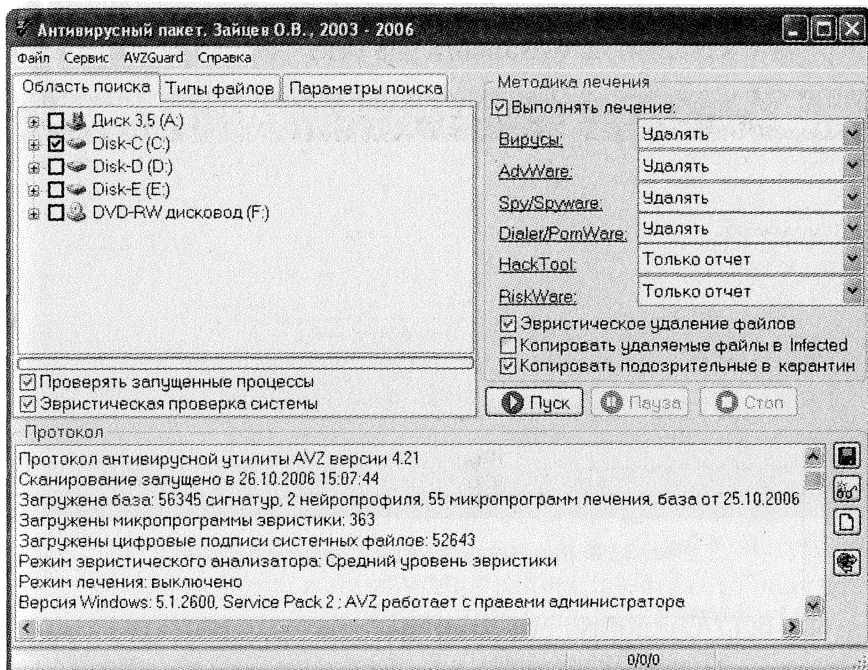 Антивирусный пакет. Зайцев О.В., 2003 - 2006
Файл Сервис AVZGuard Справка
Область поиска Типы файлов Параметры поиска
Диск 3,5 (A:)
Disk-C (C:)
Disk-D (D:)
Disk-E (E:)
DVD-RW дисковод (F:)
Проверять запущенные процессы
Эвристическая проверка системы
Методика лечения
Выполнять лечение:
Вирусы: Удалять
AdvWare: Удалять
Spy/Spyware: Удалять
Dialer/PornWare: Удалять
HackTool: Только отчет
RiskWare: Только отчет
Эвристическое удаление файлов
Копировать удаляемые файлы в Infected
Копировать подозрительные в карантин
Пуск Пауза Стоп
Протокол
Протокол антивирусной утилиты AVZ версии 4.21
Сканирование запущено в 26.10.2006 15:07:44
Загружена база: 56345 сигнатур, 2 нейропрофиля, 55 микропрограмм лечения, база от 25.10.2006
Загружены микропрограммы эвристики: 363
Загружены цифровые подписи системных файлов: 52643
Режим эвристического анализатора: Средний уровень эвристики
Режим лечения: выключено
Версия Windows: 5.1.2600, Service Pack 2 ; AVZ работает с правами администратора
0/0/0